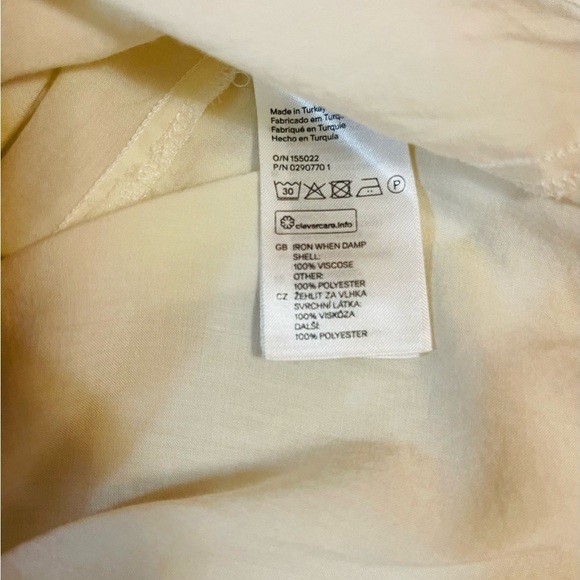 Made in Turkey
Fabricado em Turq
Fabriqué en Turquie
Hecho en Turquía
O/N 155022
P/N 0290770 1
30 P
clevercare.info
GB IRON WHEN DAMP
SHELL:
100% VISCOSE
OTHER:
100% POLYESTER
CZ ŽEHLIT ZA VLHKA
SVRCHNÍ LÁTKA:
100% VISKÓZA
DALŠÍ:
100% POLYESTER